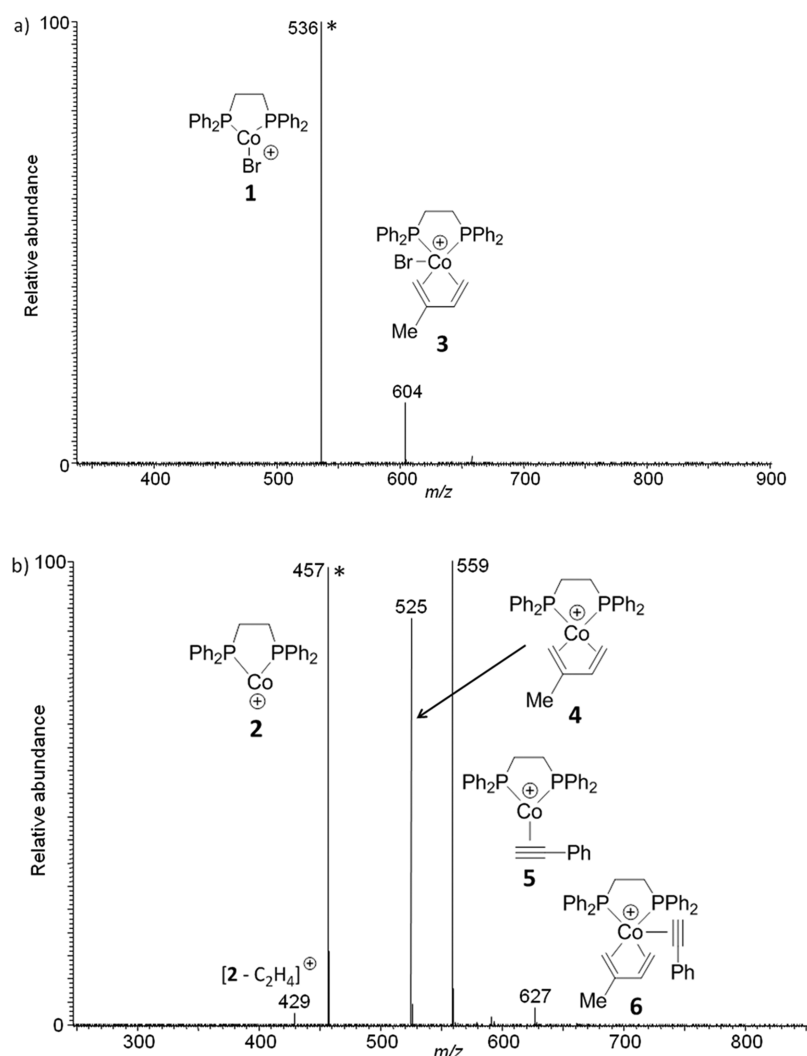 a)
100
536 *
Ph2P PPh2
Co
⊕
Br
1
Ph2P PPh2
⊕
Br Co
Me
3
604
Relative abundance
0
400 500 600 700 800 900
m/z
b)
100
457 *
559
525
Ph2P PPh2
Co
⊕
2
Ph2P PPh2
⊕
Co
Me
4
Ph2P PPh2
⊕
Co
Ph
5
Ph2P PPh2
⊕
Co
Ph
Me
6
[2 - C2H4]⊕
429
627
Relative abundance
0
300 400 500 600 700 800
m/z